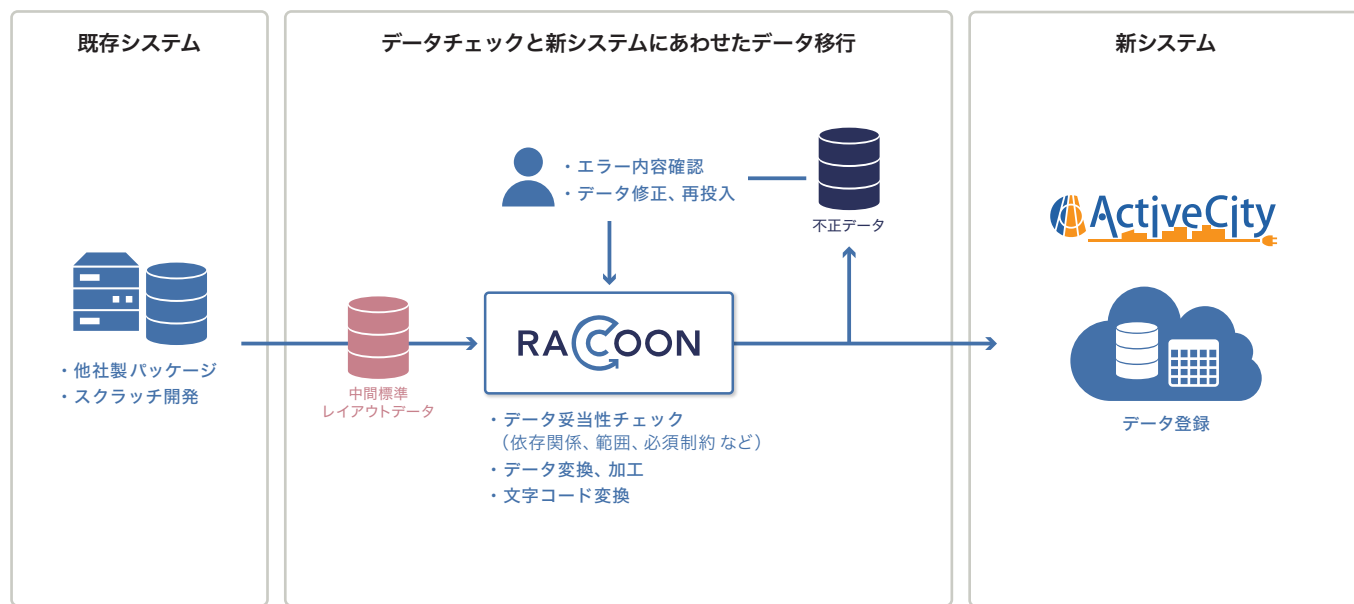 既存システム
・他社製パッケージ
・スクラッチ開発
データチェックと新システムにあわせたデータ移行
・エラー内容確認
・データ修正、再投入
不正データ
中間標準
レイアウトデータ
RACCOON
・データ妥当性チェック
（依存関係、範囲、必須制約 など）
・データ変換、加工
・文字コード変換
新システム
ActiveCity
データ登録